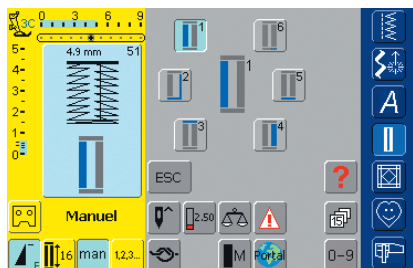 3C 0 3 6 9
5-
4-
3-
2-
1-
0-
4.9 mm 51
1
6
2
1
5
3
4
ESC
?
A
Manuel
2.50
15
F
16
man
1,2,3...
M
Portal
0-9